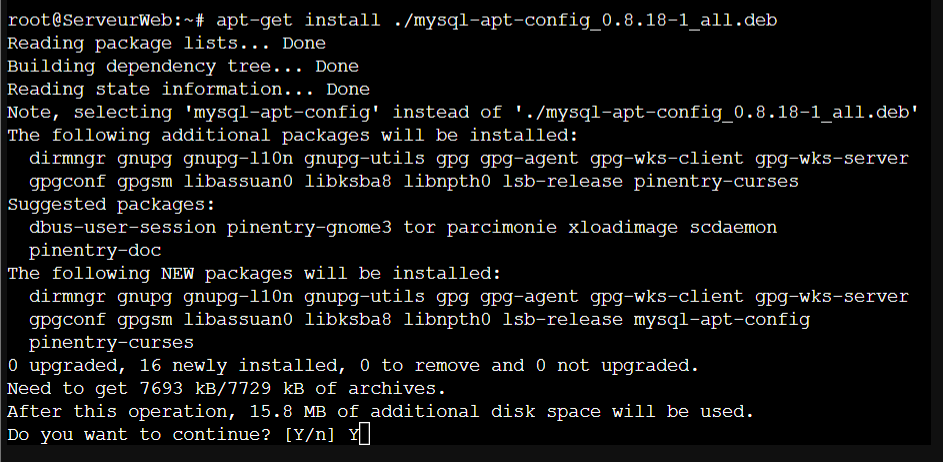 root@ServeurWeb:~# apt-get install ./mysql-apt-config_0.8.18-1_all.deb
Reading package lists... Done
Building dependency tree... Done
Reading state information... Done
Note, selecting 'mysql-apt-config' instead of './mysql-apt-config_0.8.18-1_all.deb'
The following additional packages will be installed:
  dirmngr gnupg gnupg-l10n gnupg-utils gpg gpg-agent gpg-wks-client gpg-wks-server
  gpgconf gpgsm libassuan0 libksba8 libnpth0 lsb-release pinentry-curses
Suggested packages:
  dbus-user-session pinentry-gnome3 tor parcimonie xloadimage scdaemon
  pinentry-doc
The following NEW packages will be installed:
  dirmngr gnupg gnupg-l10n gnupg-utils gpg gpg-agent gpg-wks-client gpg-wks-server
  gpgconf gpgsm libassuan0 libksba8 libnpth0 lsb-release mysql-apt-config
  pinentry-curses
0 upgraded, 16 newly installed, 0 to remove and 0 not upgraded.
Need to get 7693 kB/7729 kB of archives.
After this operation, 15.8 MB of additional disk space will be used.
Do you want to continue? [Y/n] Y